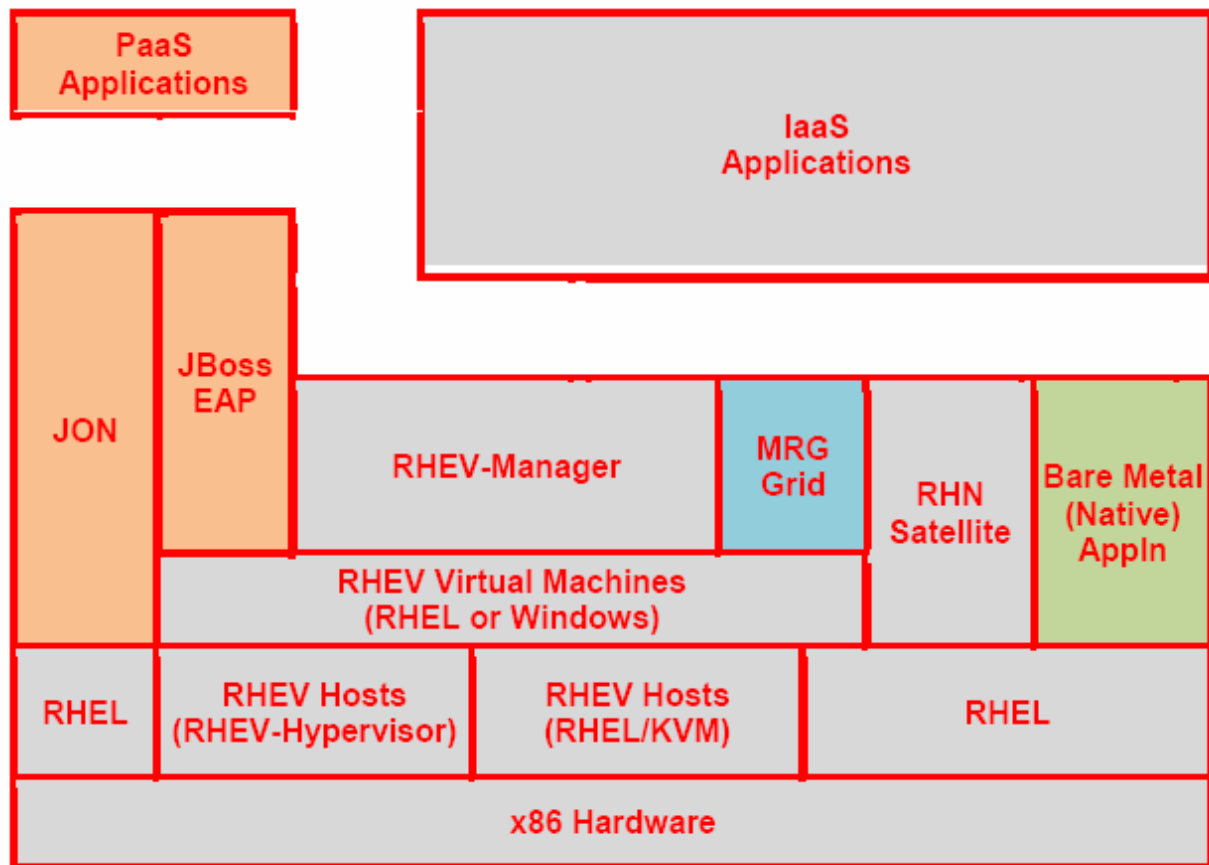 PaaS
Applications
IaaS
Applications
JON
JBoss
EAP
RHEV-Manager
MRG
Grid
RHN
Satellite
Bare Metal
(Native)
Appln
RHEV Virtual Machines
(RHEL or Windows)
RHEL
RHEV Hosts
(RHEV-Hypervisor)
RHEV Hosts
(RHEL/KVM)
RHEL
x86 Hardware